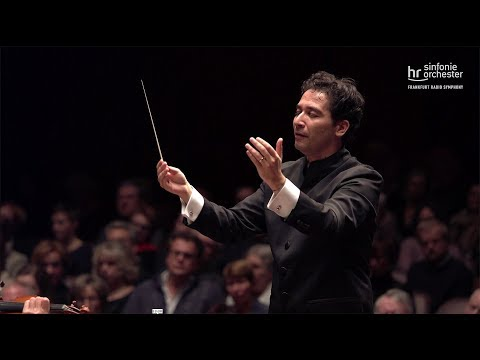 hr sinfonie
orchester
FRANKFURT RADIO SYMPHONY